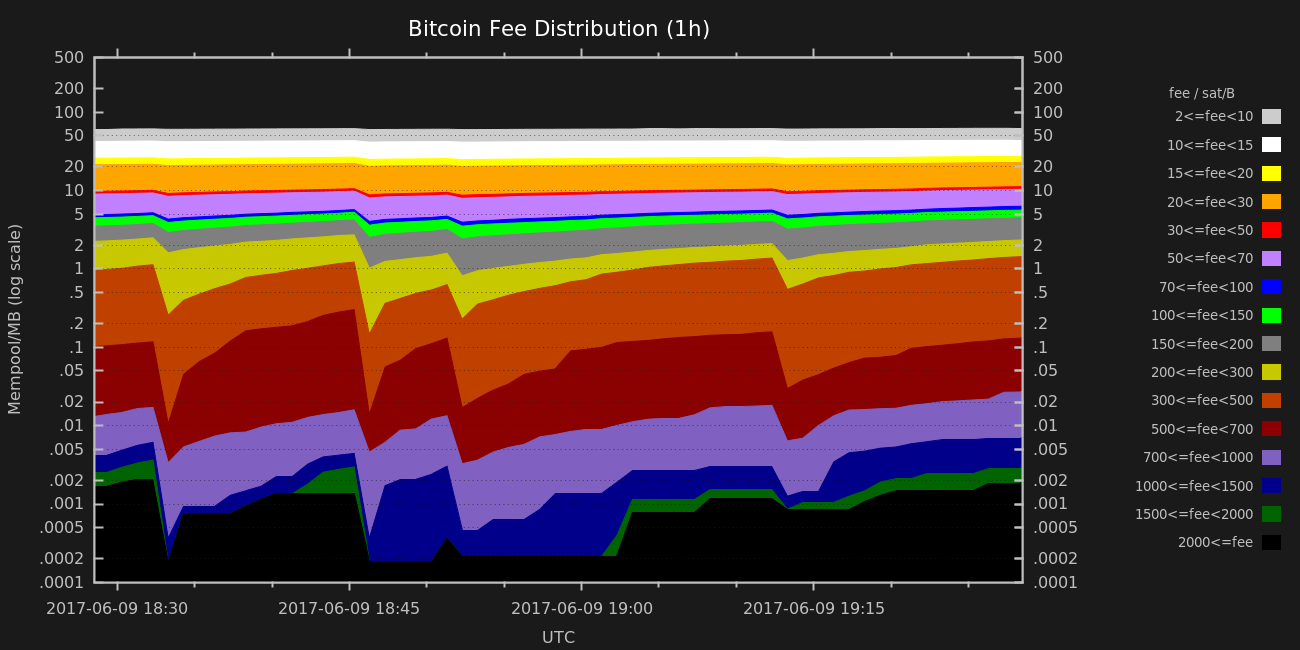 Bitcoin Fee Distribution (1h)
Mempool/MB (log scale)
500
200
100
50
20
10
5
2
1
.5
.2
.1
.05
.02
.01
.005
.002
.001
.0005
.0002
.0001
500
200
100
50
20
10
5
2
1
.5
.2
.1
.05
.02
.01
.005
.002
.001
.0005
.0002
.0001
2017-06-09 18:30 2017-06-09 18:45 2017-06-09 19:00 2017-06-09 19:15
UTC
fee / sat/B
2<=fee<10
10<=fee<15
15<=fee<20
20<=fee<30
30<=fee<50
50<=fee<70
70<=fee<100
100<=fee<150
150<=fee<200
200<=fee<300
300<=fee<500
500<=fee<700
700<=fee<1000
1000<=fee<1500
1500<=fee<2000
2000<=fee